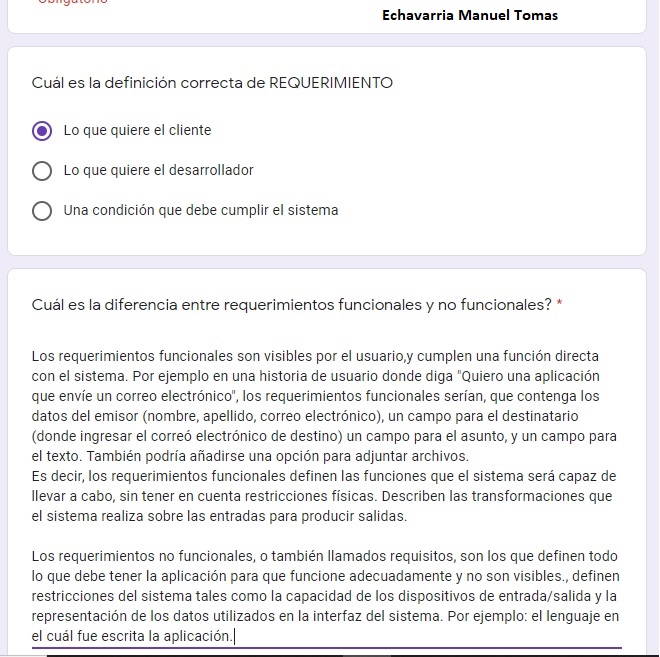 Obligatorio
Echavarria Manuel Tomas
Cuál es la definición correcta de REQUERIMIENTO
Lo que quiere el cliente
Lo que quiere el desarrollador
Una condición que debe cumplir el sistema
Cuál es la diferencia entre requerimientos funcionales y no funcionales? *
Los requerimientos funcionales son visibles por el usuario,y cumplen una función directa
con el sistema. Por ejemplo en una historia de usuario donde diga "Quiero una aplicación
que envíe un correo electrónico", los requerimientos funcionales serían, que contenga los
datos del emisor (nombre, apellido, correo electrónico), un campo para el destinatario
(donde ingresar el correó electrónico de destino) un campo para el asunto, y un campo para
el texto. También podría añadirse una opción para adjuntar archivos.
Es decir, los requerimientos funcionales definen las funciones que el sistema será capaz de
llevar a cabo, sin tener en cuenta restricciones físicas. Describen las transformaciones que
el sistema realiza sobre las entradas para producir salidas.
Los requerimientos no funcionales, o también llamados requisitos, son los que definen todo
lo que debe tener la aplicación para que funcione adecuadamente y no son visibles., definen
restricciones del sistema tales como la capacidad de los dispositivos de entrada/salida y la
representación de los datos utilizados en la interfaz del sistema. Por ejemplo: el lenguaje en
el cuál fue escrita la aplicación.